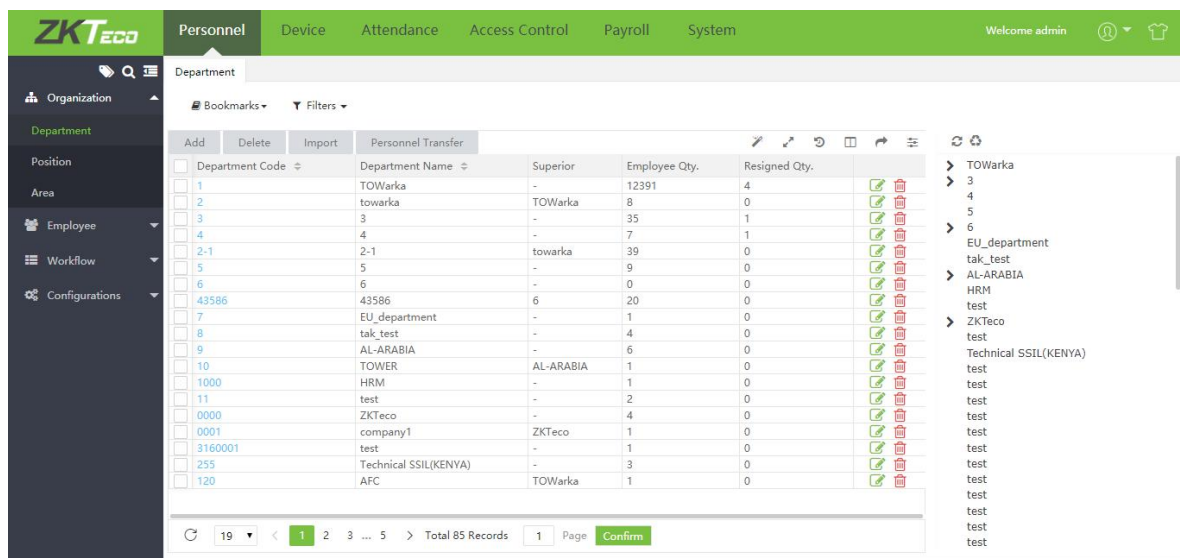 ZKTeco Personnel Device Attendance Access Control Payroll System Welcome admin
Department
Organization
Bookmarks Filters
Department
Position
Area
Employee
Workflow
Configurations
Add Delete Import Personnel Transfer
Department Code Department Name Superior Employee Qty. Resigned Qty.
1 TOWarka - 12391 4
2 towarka TOWarka 8 0
3 3 - 35 1
4 4 - 7 1
2-1 2-1 towarka 39 0
5 5 - 9 0
6 6 - 0 0
43586 43586 6 20 0
7 EU_department - 1 0
8 tak_test - 4 0
9 AL-ARABIA - 6 0
10 TOWER AL-ARABIA 1 0
1000 HRM - 1 0
11 test - 2 0
0000 ZKTeco - 4 0
0001 company1 ZKTeco 1 0
3160001 test - 1 0
255 Technical SSIL(KENYA) - 3 0
120 AFC TOWarka 1 0
19 1 2 3 ... 5 Total 85 Records 1 Page Confirm
TOWarka
3
4
5
6
EU_department
tak_test
AL-ARABIA
HRM
test
ZKTeco
test
Technical SSIL(KENYA)
test
test
test
test
test
test
test
test
test
test
test
test